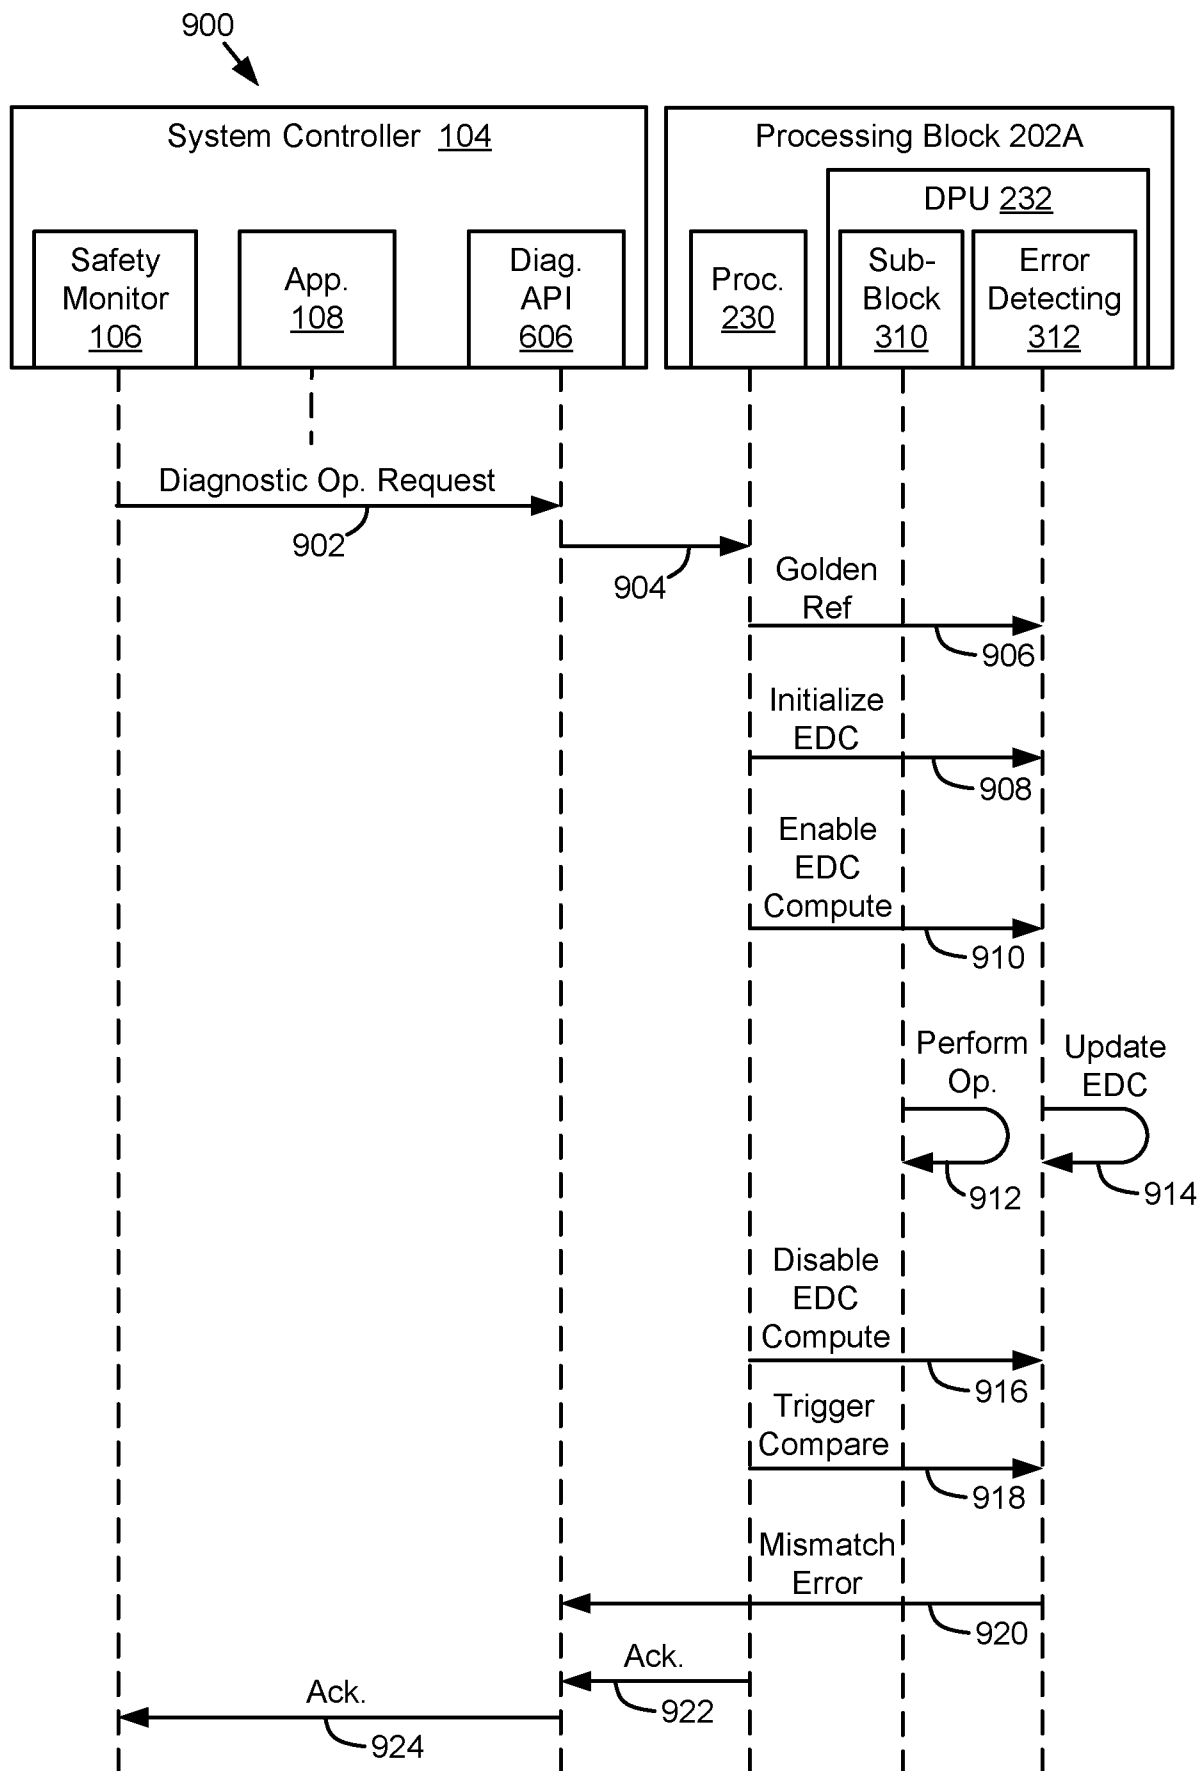 900
System Controller 104
Processing Block 202A
DPU 232
Safety
Monitor
106
App.
108
Diag.
API
606
Proc.
230
Sub-
Block
310
Error
Detecting
312
Diagnostic Op. Request
902
904
Golden
Ref
906
Initialize
EDC
908
Enable
EDC
Compute
910
Perform
Op.
912
Update
EDC
914
Disable
EDC
Compute
916
Trigger
Compare
918
Mismatch
Error
920
Ack.
922
Ack.
924